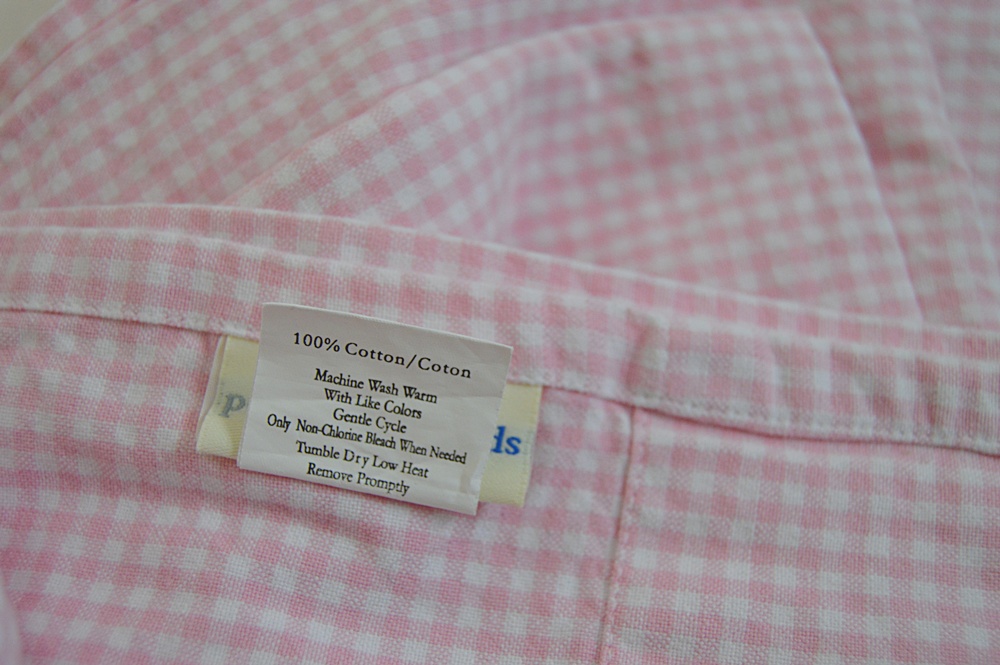 100% Cotton/Coton
Machine Wash Warm
With Like Colors
Gentle Cycle
Only Non-Chlorine Bleach When Needed
Tumble Dry Low Heat
Remove Promptly
p
ds